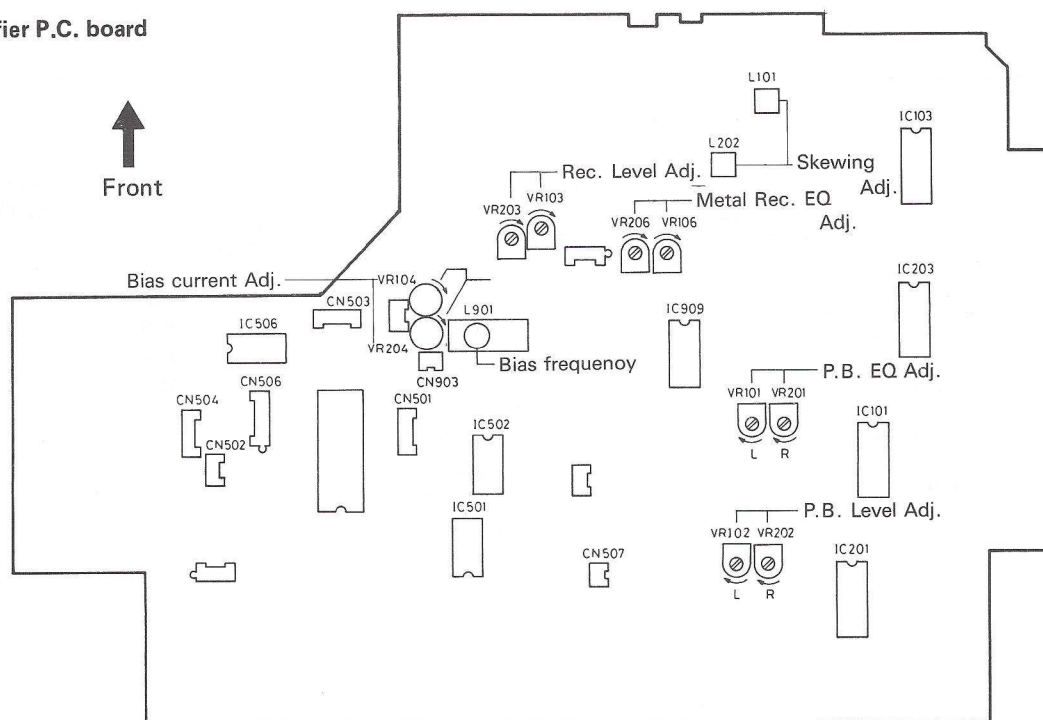 fier P.C. board
Front
L101
IC103
L202
Skewing
Adj.
Rec. Level Adj.
VR103
VR203
Metal Rec. EQ
Adj.
VR206
VR106
Bias current Adj.
VR104
CN503
L901
IC203
IC506
IC909
VR204
Bias frequenoy
CN903
P.B. EQ Adj.
CN506
VR101
VR201
CN504
CN501
IC101
CN502
IC502
L
R
IC501
P.B. Level Adj.
VR102
VR202
CN507
IC201
L
R